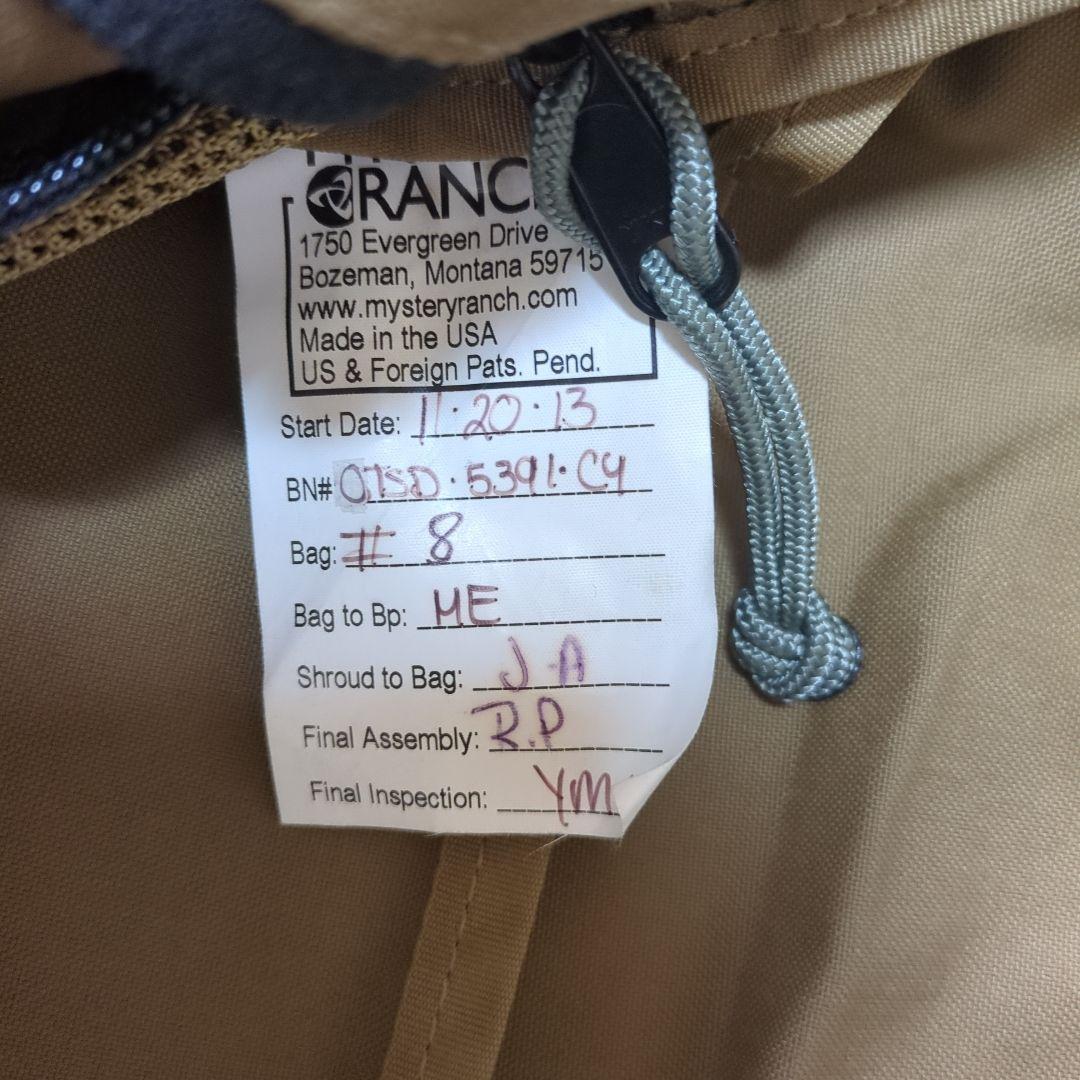 RANC
1750 Evergreen Drive
Bozeman, Montana 59715
www.mysteryranch.com
Made in the USA
US & Foreign Pats. Pend.
Start Date: 11·20·13
BN# 07SD·5391·C4
Bag: # 8
Bag to Bp: ME
Shroud to Bag: J-A
Final Assembly: R.P
Final Inspection: YM